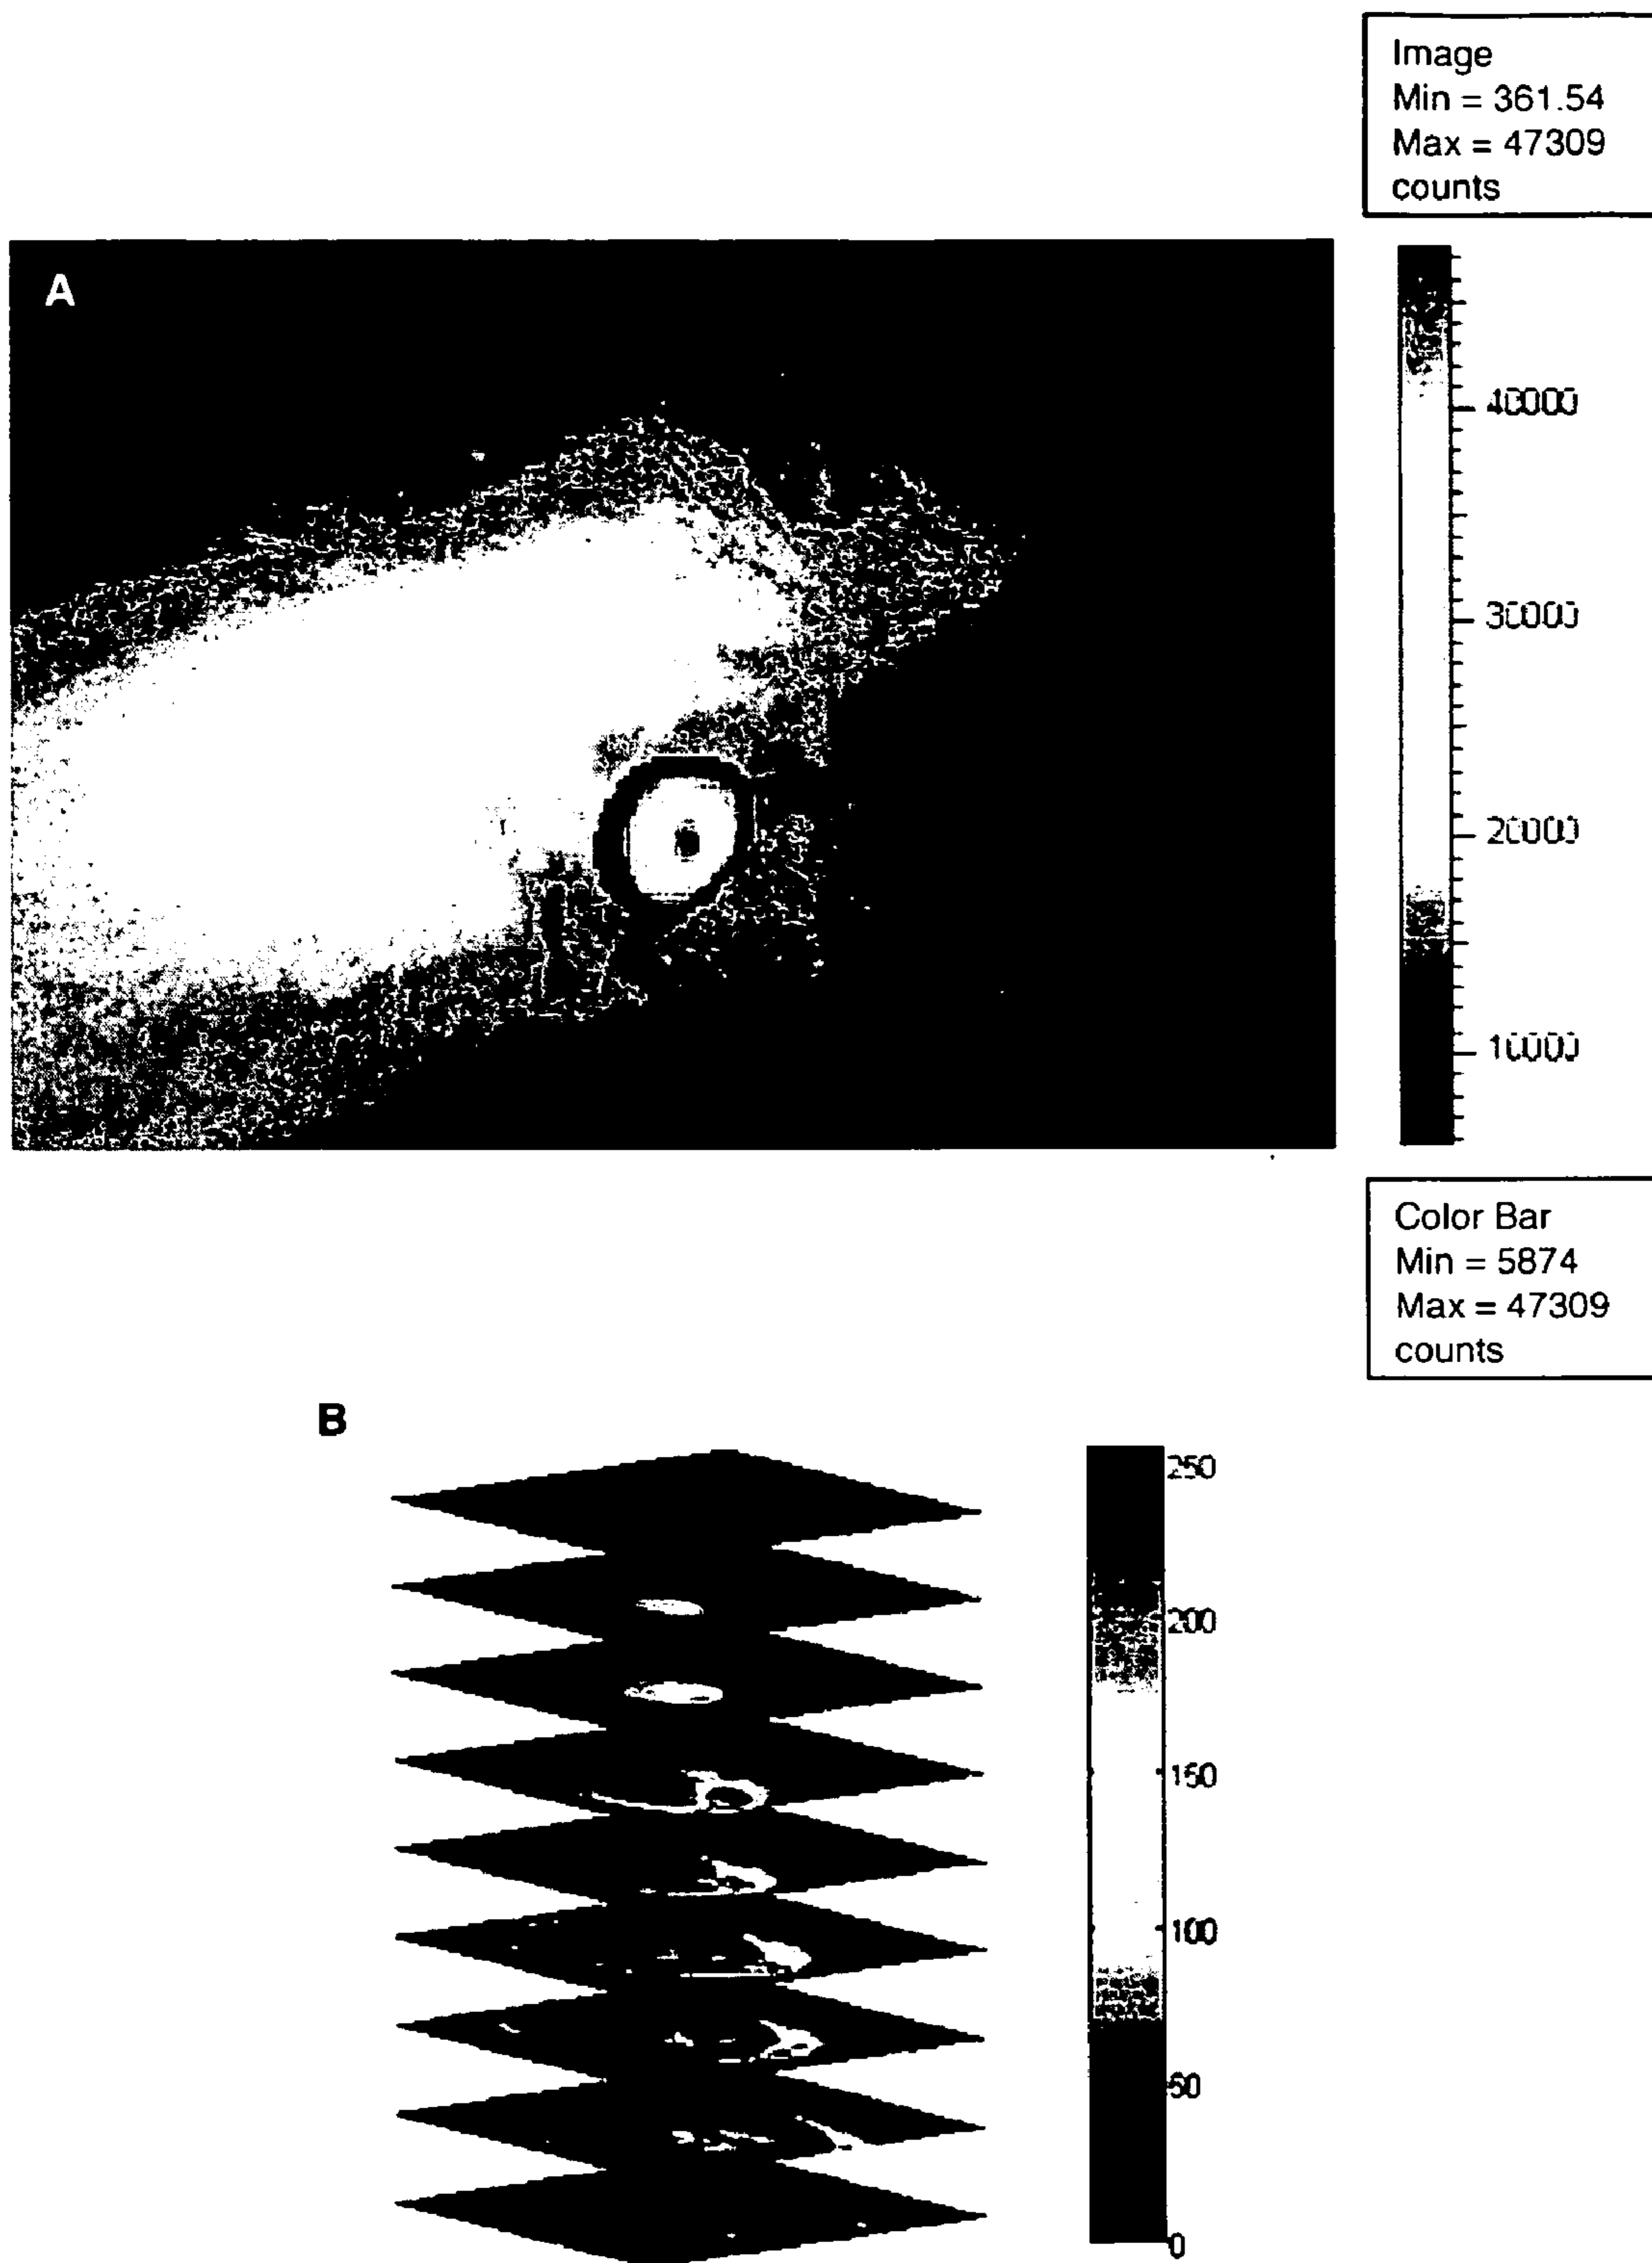 Image
Min = 361.54
Max = 47309
counts
A
40000
30000
20000
10000
Color Bar
Min = 5874
Max = 47309
counts
B
250
200
150
100
50
0